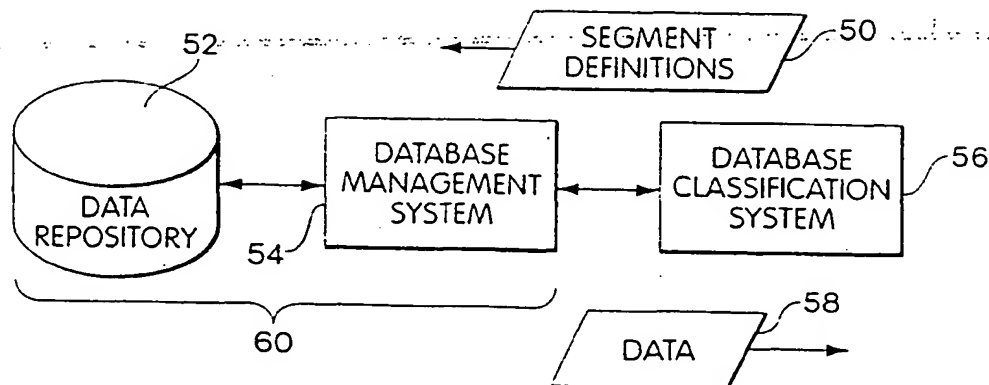 52
SEGMENT
DEFINITIONS
50
DATA
REPOSITORY
DATABASE
MANAGEMENT
SYSTEM
54
DATABASE
CLASSIFICATION
SYSTEM
56
60
DATA
58